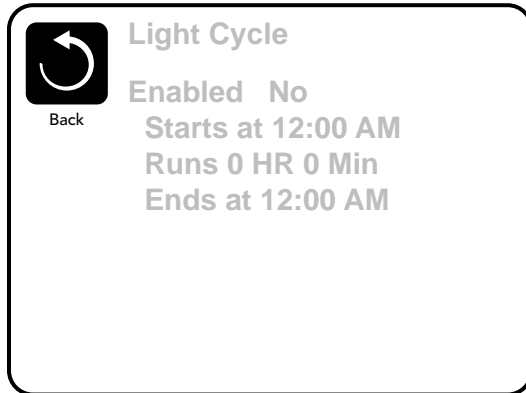 Light Cycle
Back
Enabled No
Starts at 12:00 AM
Runs 0 HR 0 Min
Ends at 12:00 AM